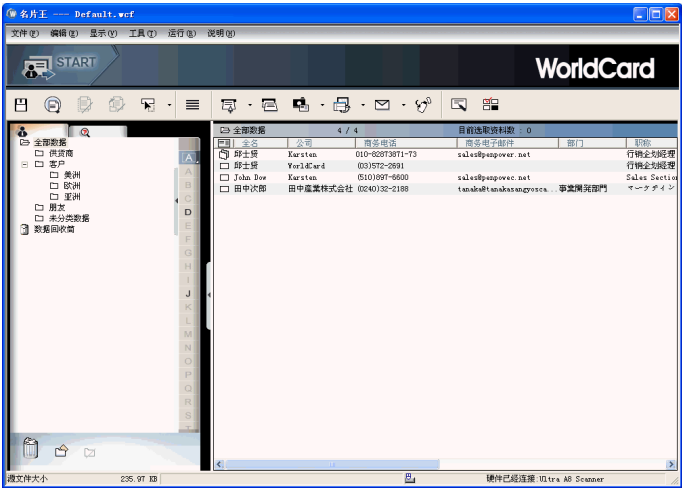 名片王 --- Default.wcf
文件(F) 编辑(E) 显示(V) 工具(T) 运行(R) 说明(H)
START
WorldCard
全部数据
供货商
客户
美洲
欧洲
亚洲
朋友
未分类数据
数据回收筒
A
A
B
C
D
E
F
G
H
I
J
K
L
M
N
O
P
Q
R
S
T
全部数据 4 / 4 目前选取资料数 : 0
全名 公司 商务电话 商务电子邮件 部门 职称
邱士贤 Karsten 010-82873871-73 sales@penpower.net 行销企划经理
邱士贤 WorldCard (03)572-2691 行销企划经理
John Dow Karsten (510)897-6600 sales@penpowec.net Sales Section
田中次郎 田中産業株式会社 (0240)32-2188 tanaka@tanakasangyosca... 事業開発部門 マーケティン
源文件大小 235.97 KB 硬件已经连接:Ultra A8 Scanner